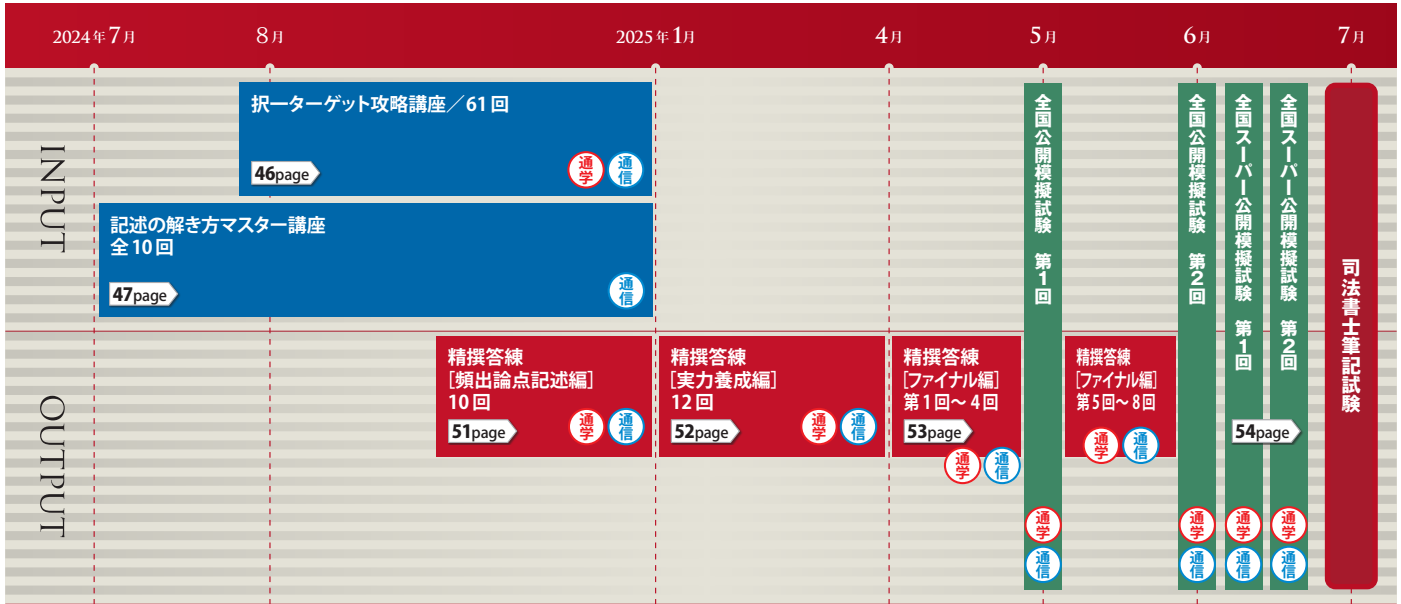 2024年7月
8月
2025年1月
4月
5月
6月
7月
INPUT
択一ターゲット攻略講座／61回
46page
通学
通信
記述の解き方マスター講座
全10回
47page
通信
OUTPUT
精撰答練
[頻出論点記述編]
10回
51page
通学
通信
精撰答練
[実力養成編]
12回
52page
通学
通信
精撰答練
[ファイナル編]
第1回～4回
53page
通学
通信
全国公開模擬試験 第1回
通学
通信
精撰答練
[ファイナル編]
第5回～8回
通学
通信
全国公開模擬試験 第2回
通学
通信
全国スーパー公開模擬試験 第1回
通学
通信
全国スーパー公開模擬試験 第2回
54page
通学
通信
司法書士筆記試験